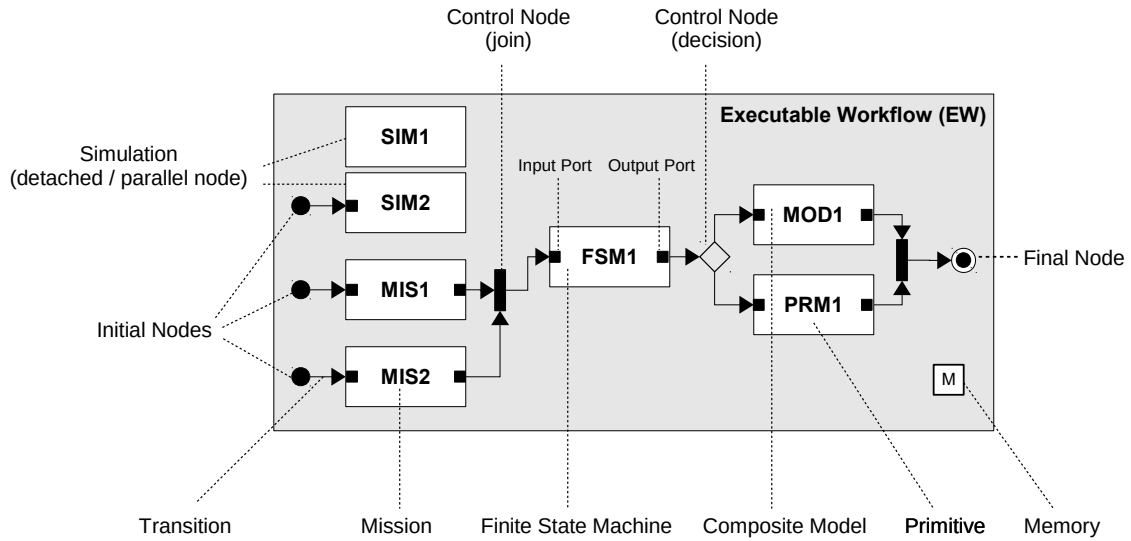 Control Node
(join)
Control Node
(decision)
Executable Workflow (EW)
SIM1
Simulation
(detached / parallel node)
Input Port
Output Port
SIM2
MOD1
FSM1
Final Node
MIS1
PRM1
Initial Nodes
MIS2
M
Transition
Mission
Finite State Machine
Composite Model
Primitive
Memory